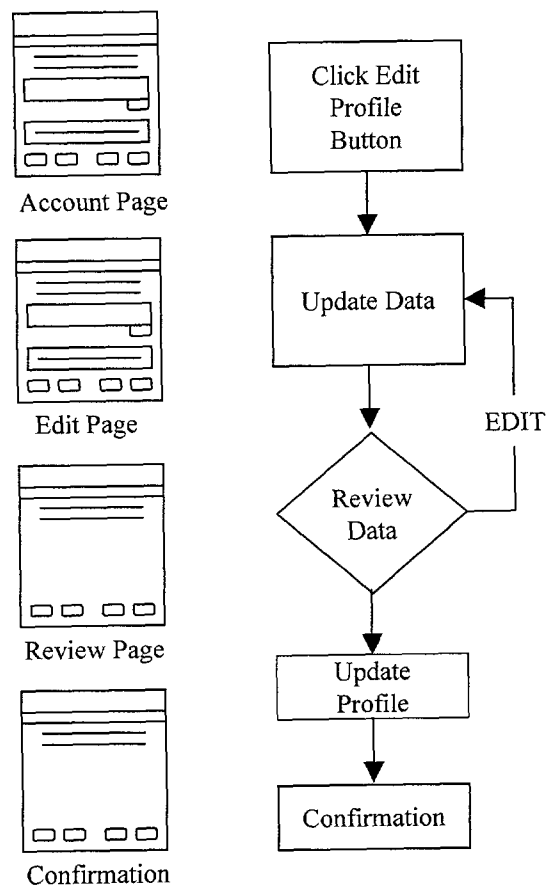 Click Edit
Profile
Button
Account Page
Update Data
Edit Page
EDIT
Review
Data
Review Page
Update
Profile
Confirmation
Confirmation